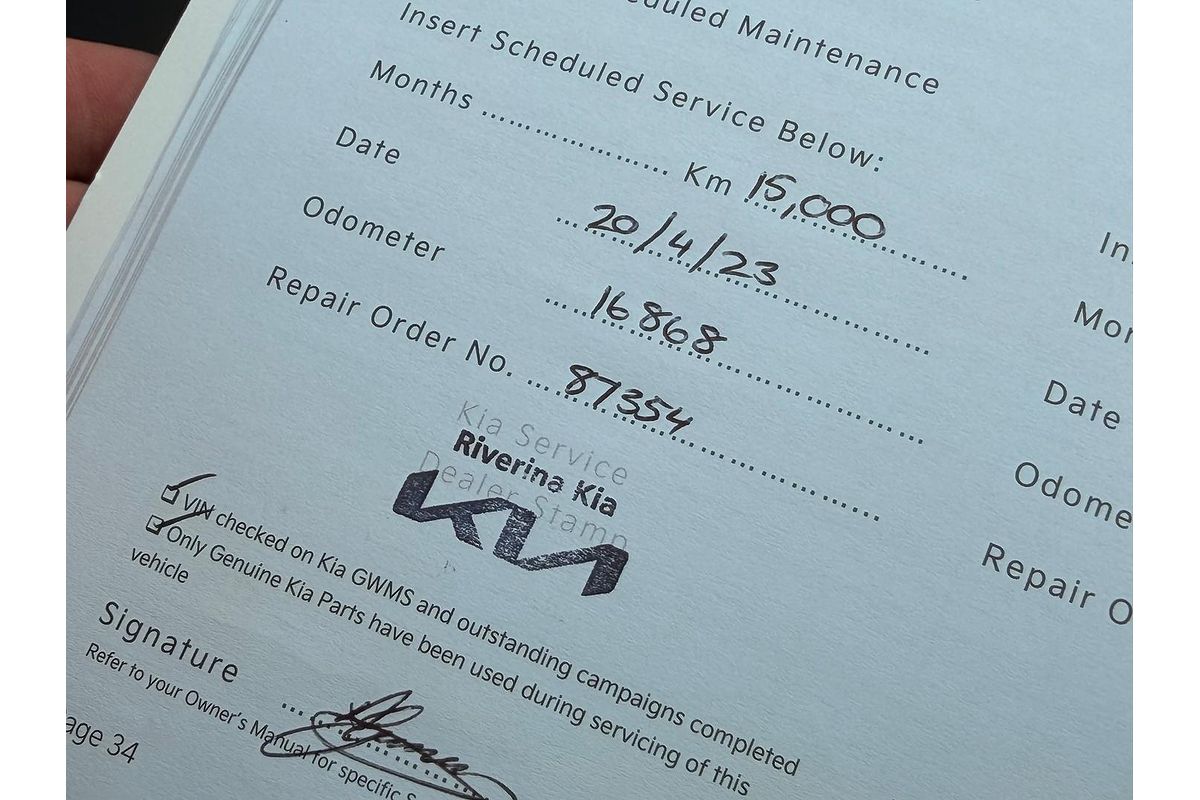 Scheduled Maintenance
Insert Scheduled Service Below:
Months .................... Km 15,000
Date 20/4/23
Odometer 16868
Repair Order No. 87354
Kia Service
Riverina Kia
Dealer Stamp
KIA
VIN checked on Kia GWMS and outstanding campaigns completed
Only Genuine Kia Parts have been used during servicing of this
vehicle
Signature
Refer to your Owner's Manual for specific S
age 34
In
Mon
Date
Odome
Repair O